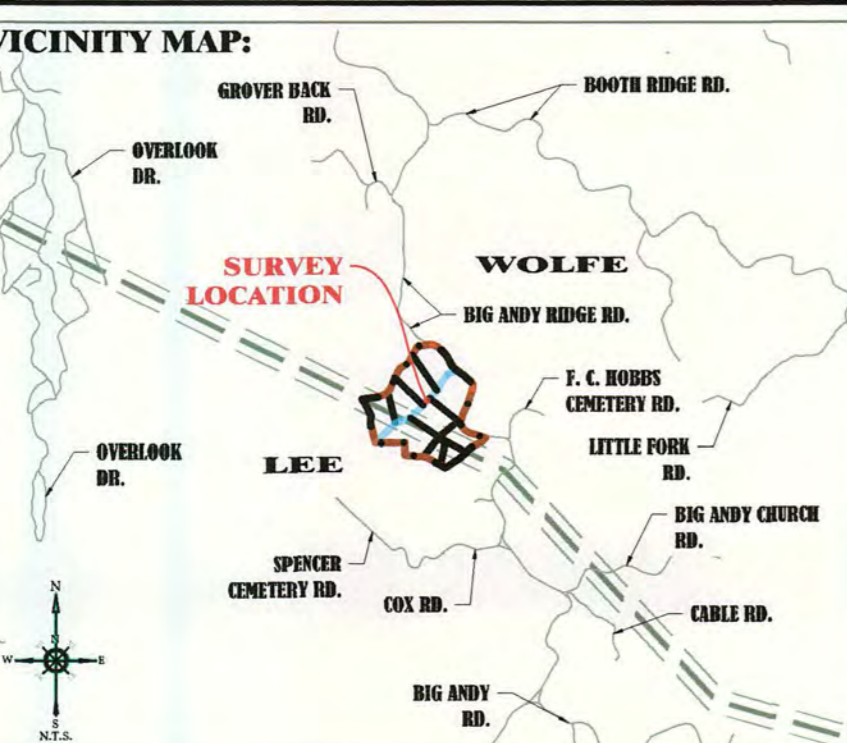 VICINITY MAP:
GROVER BACK
RD.
BOOTH RIDGE RD.
OVERLOOK
DR.
SURVEY
LOCATION
WOLFE
BIG ANDY RIDGE RD.
F. C. HOBBS
CEMETERY RD.
LITTLE FORK
RD.
OVERLOOK
DR.
LEE
BIG ANDY CHURCH
RD.
SPENCER
CEMETERY RD.
COX RD.
CABLE RD.
BIG ANDY
RD.
N
N
W
E
S
N.T.S.